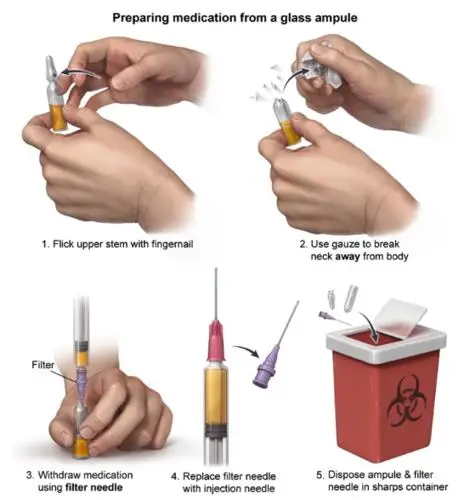 Preparing medication from a glass ampule
1. Flick upper stem with fingernail
2. Use gauze to break
neck away from body
Filter
3. Withdraw medication
using filter needle
4. Replace filter needle
with injection needle
5. Dispose ampule & filter
needle in sharps container